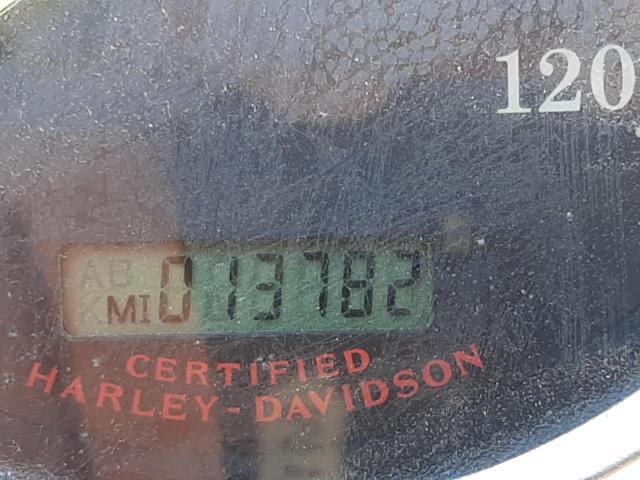 120
MI 013782
CERTIFIED
HARLEY-DAVIDSON